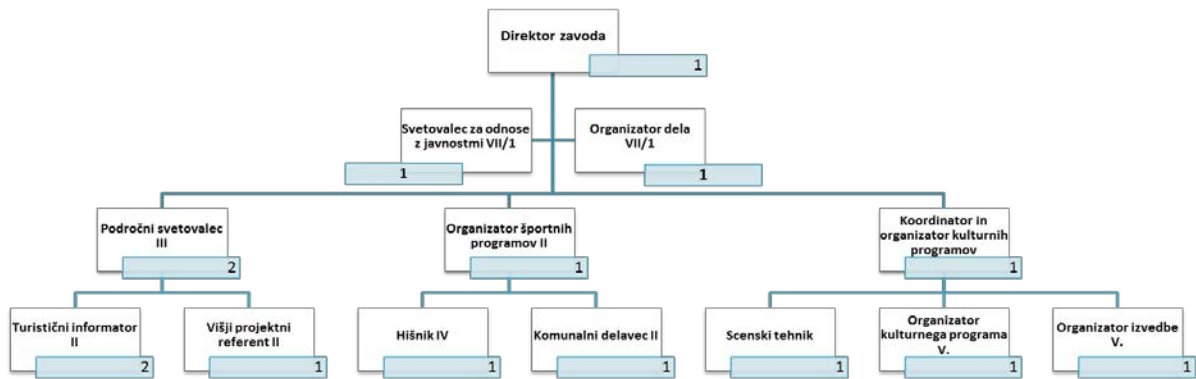 Direktor zavoda
1
Svetovalec za odnose
z javnostmi VII/1
1
Organizator dela
VII/1
1
Področni svetovalec
III
2
Organizator športnih
programov II
1
Koordinator in
organizator kulturnih
programov
1
Turistični informator
II
2
Višji projektni
referent II
1
Hišnik IV
1
Komunalni delavec II
1
Scenski tehnik
1
Organizator
kulturnega programa
V.
1
Organizator izvedbe
V.
1